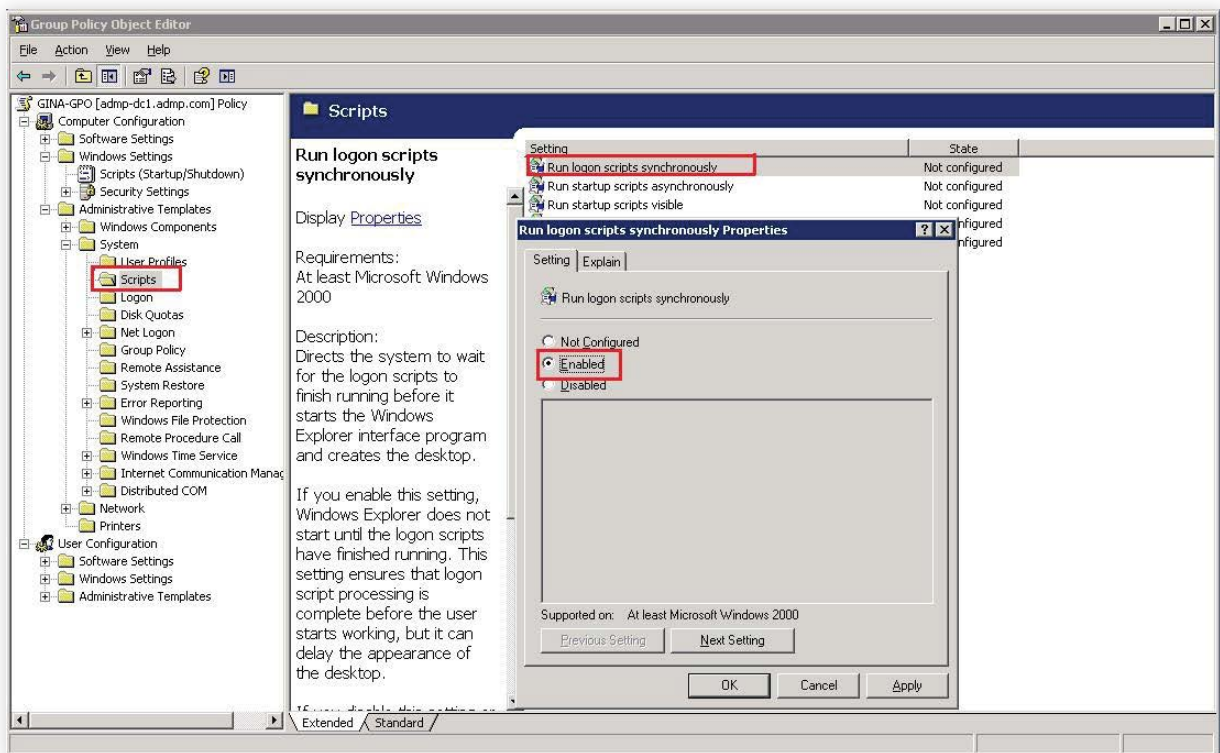 Group Policy Object Editor
File Action View Help
GINA-GPO [admp-dc1.admp.com] Policy
Computer Configuration
Software Settings
Windows Settings
Scripts (Startup/Shutdown)
Security Settings
Administrative Templates
Windows Components
System
User Profiles
Scripts
Logon
Disk Quotas
Net Logon
Group Policy
Remote Assistance
System Restore
Error Reporting
Windows File Protection
Remote Procedure Call
Windows Time Service
Internet Communication Manag
Distributed COM
Network
Printers
User Configuration
Software Settings
Windows Settings
Administrative Templates
Scripts
Run logon scripts
synchronously
Display Properties
Requirements:
At least Microsoft Windows
2000
Description:
Directs the system to wait
for the logon scripts to
finish running before it
starts the Windows
Explorer interface program
and creates the desktop.
If you enable this setting,
Windows Explorer does not
start until the logon scripts
have finished running. This
setting ensures that logon
script processing is
complete before the user
starts working, but it can
delay the appearance of
the desktop.
If you disable this setting or
Extended Standard
Setting State
Run logon scripts synchronously Not configured
Run startup scripts asynchronously Not configured
Run startup scripts visible Not configured
nfigured
nfigured
Run logon scripts synchronously Properties
Setting Explain
Run logon scripts synchronously
Not Configured
Enabled
Disabled
Supported on: At least Microsoft Windows 2000
Previous Setting Next Setting
OK Cancel Apply